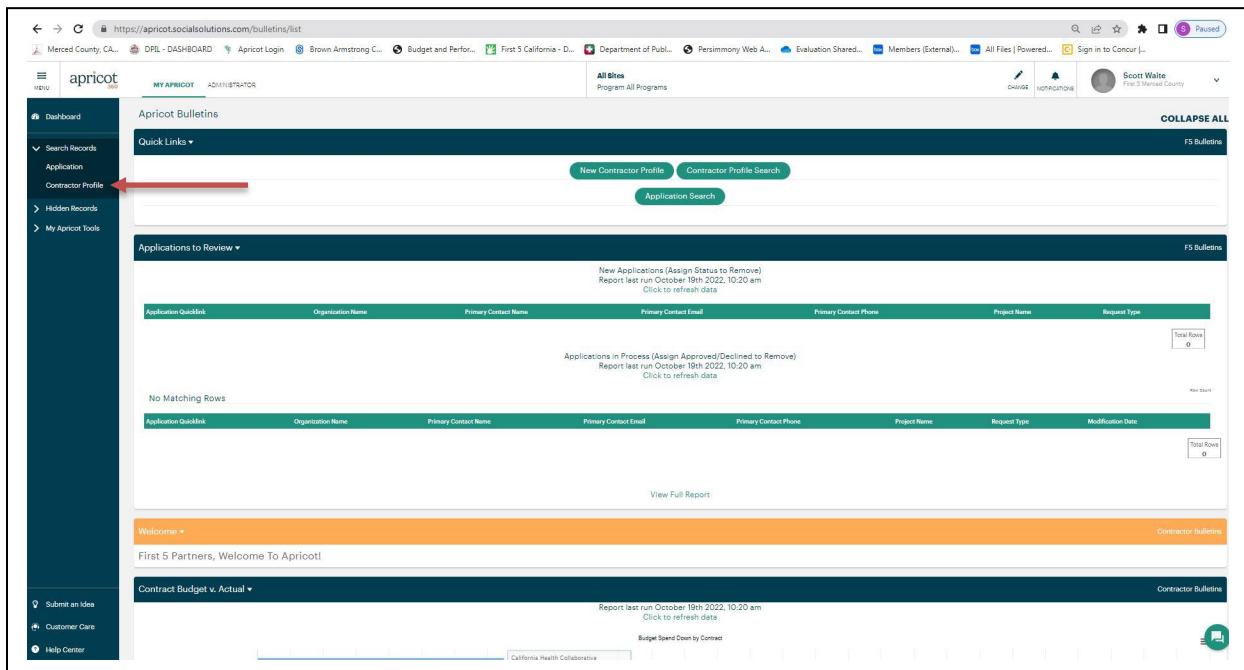 https://apricot.socialsolutions.com/bulletins/list
Paused
Merced County, CA... DPIL - DASHBOARD Apricot Login Brown Armstrong C... Budget and Perfor... First 5 California - D... Department of Publ... Persimmony Web A... Evaluation Shared... Members (External)... All Files | Powered... Sign in to Concur |...
MENU
apricot
360
MY APRICOT ADMINISTRATOR
All Sites
Program All Programs
CHANGE NOTIFICATIONS
Scott Waite
First 5 Merced County
Dashboard
Search Records
Application
Contractor Profile
Hidden Records
My Apricot Tools
Submit an Idea
Customer Care
Help Center
Apricot Bulletins
COLLAPSE ALL
Quick Links F5 Bulletins
New Contractor Profile Contractor Profile Search
Application Search
Applications to Review F5 Bulletins
New Applications (Assign Status to Remove)
Report last run October 19th 2022, 10:20 am
Click to refresh data
Application Quicklink Organization Name Primary Contact Name Primary Contact Email Primary Contact Phone Project Name Request Type
Total Rows
0
Applications in Process (Assign Approved/Declined to Remove)
Report last run October 19th 2022, 10:20 am
Click to refresh data
Row Count
No Matching Rows
Application Quicklink Organization Name Primary Contact Name Primary Contact Email Primary Contact Phone Project Name Request Type Modification Date
Total Rows
0
View Full Report
Welcome Contractor Bulletins
First 5 Partners, Welcome To Apricot!
Contract Budget v. Actual Contractor Bulletins
Report last run October 19th 2022, 10:20 am
Click to refresh data
Budget Spend Down by Contract
California Health Collaborative